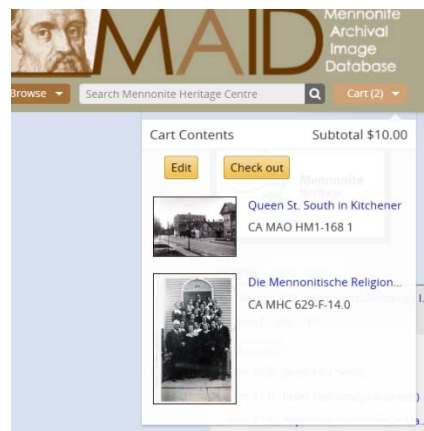 MAID
Mennonite
Archival
Image
Database
Browse
Search Mennonite Heritage Centre
Cart (2)
Cart Contents
Subtotal $10.00
Edit
Check out
Mennonite
Heritage
Queen St. South in Kitchener
CA MAO HM1-168 1
Die Mennonitische Religion...
CA MHC 629-F-14.0